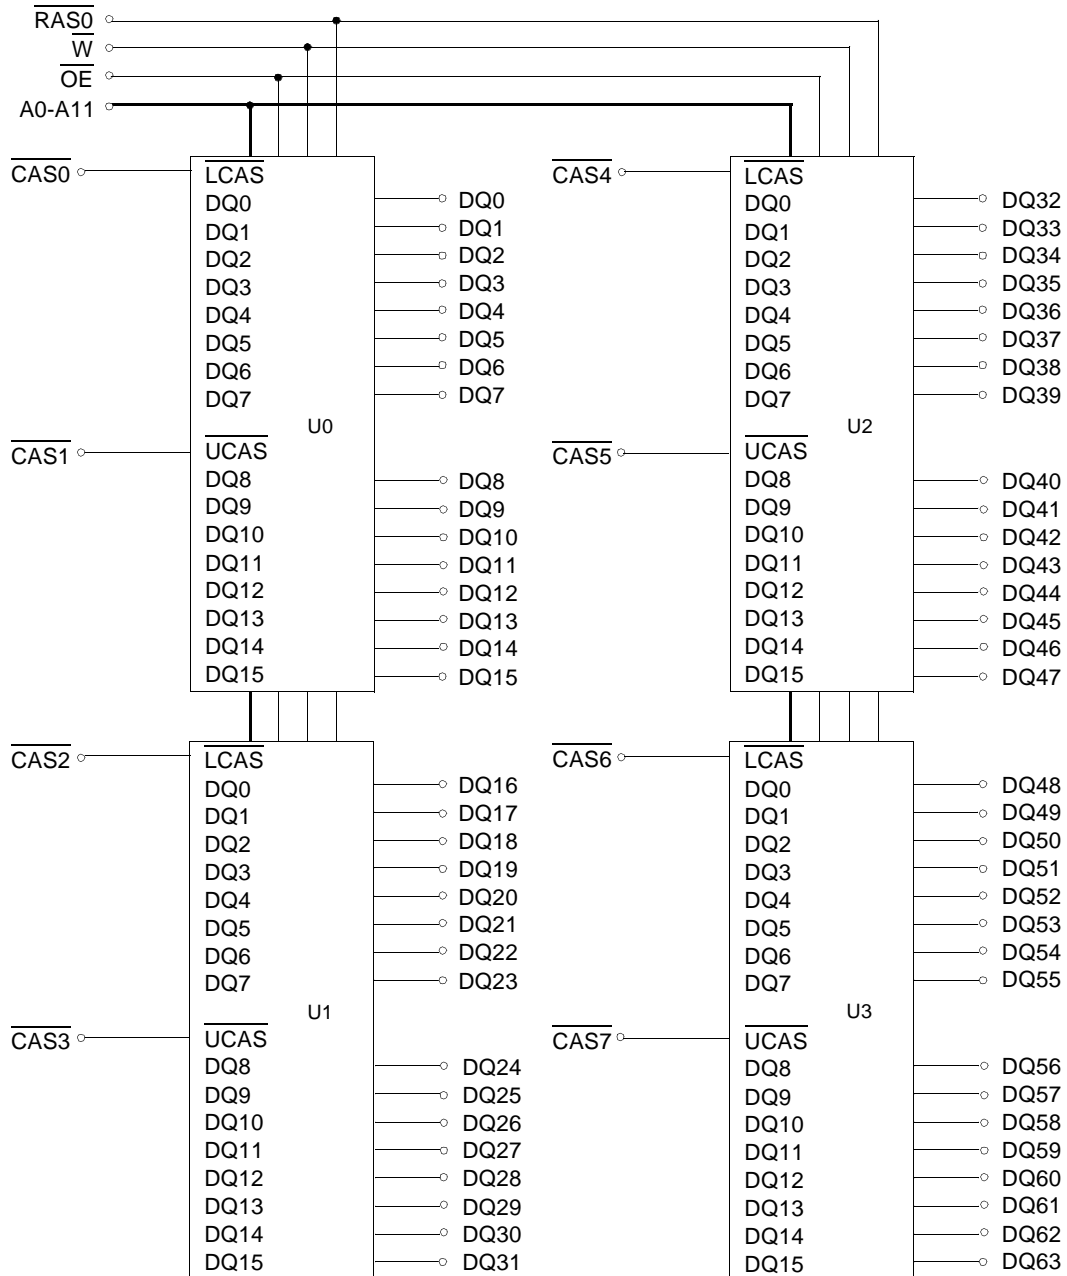 RAS0
W
OE
A0-A11
CAS0
LCAS
DQ0
DQ1
DQ2
DQ3
DQ4
DQ5
DQ6
DQ7
U0
CAS1
UCAS
DQ8
DQ9
DQ10
DQ11
DQ12
DQ13
DQ14
DQ15
DQ0
DQ1
DQ2
DQ3
DQ4
DQ5
DQ6
DQ7
DQ8
DQ9
DQ10
DQ11
DQ12
DQ13
DQ14
DQ15
CAS4
LCAS
DQ0
DQ1
DQ2
DQ3
DQ4
DQ5
DQ6
DQ7
U2
CAS5
UCAS
DQ8
DQ9
DQ10
DQ11
DQ12
DQ13
DQ14
DQ15
DQ32
DQ33
DQ34
DQ35
DQ36
DQ37
DQ38
DQ39
DQ40
DQ41
DQ42
DQ43
DQ44
DQ45
DQ46
DQ47
CAS2
LCAS
DQ0
DQ1
DQ2
DQ3
DQ4
DQ5
DQ6
DQ7
U1
CAS3
UCAS
DQ8
DQ9
DQ10
DQ11
DQ12
DQ13
DQ14
DQ15
DQ16
DQ17
DQ18
DQ19
DQ20
DQ21
DQ22
DQ23
DQ24
DQ25
DQ26
DQ27
DQ28
DQ29
DQ30
DQ31
CAS6
LCAS
DQ0
DQ1
DQ2
DQ3
DQ4
DQ5
DQ6
DQ7
U3
CAS7
UCAS
DQ8
DQ9
DQ10
DQ11
DQ12
DQ13
DQ14
DQ15
DQ48
DQ49
DQ50
DQ51
DQ52
DQ53
DQ54
DQ55
DQ56
DQ57
DQ58
DQ59
DQ60
DQ61
DQ62
DQ63